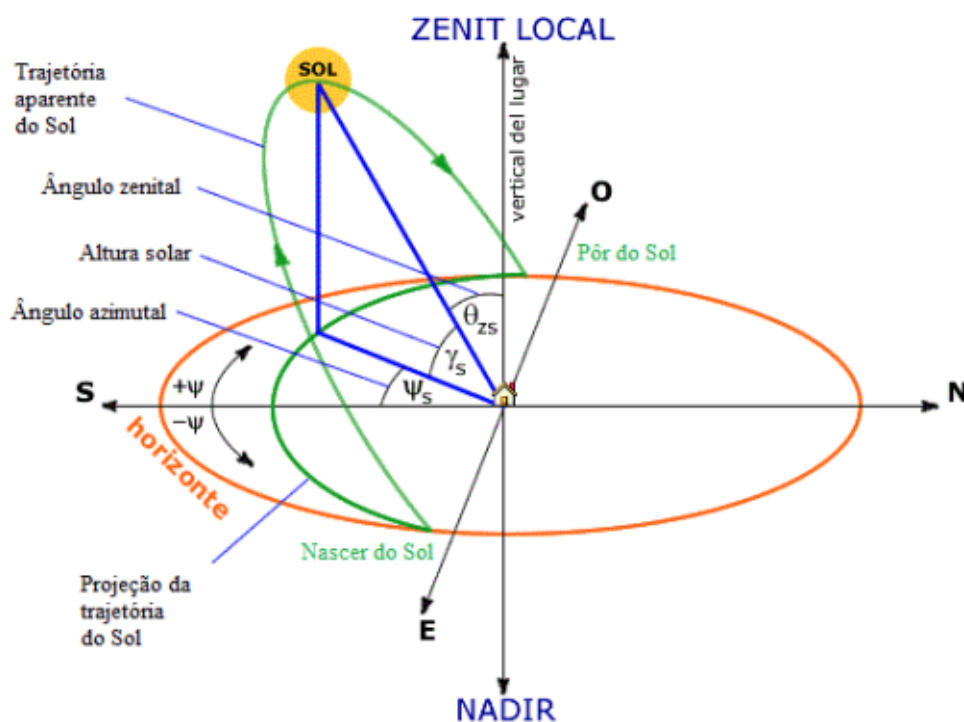 ZENIT LOCAL
Trajetória
aparente
do Sol
SOL
vertical del lugar
Ângulo zenital
O
Altura solar
Pôr do Sol
Ângulo azimutal
θzs
γs
ψs
S
+ψ
−ψ
N
horizonte
Nascer do Sol
Projeção da
trajetória
do Sol
E
NADIR